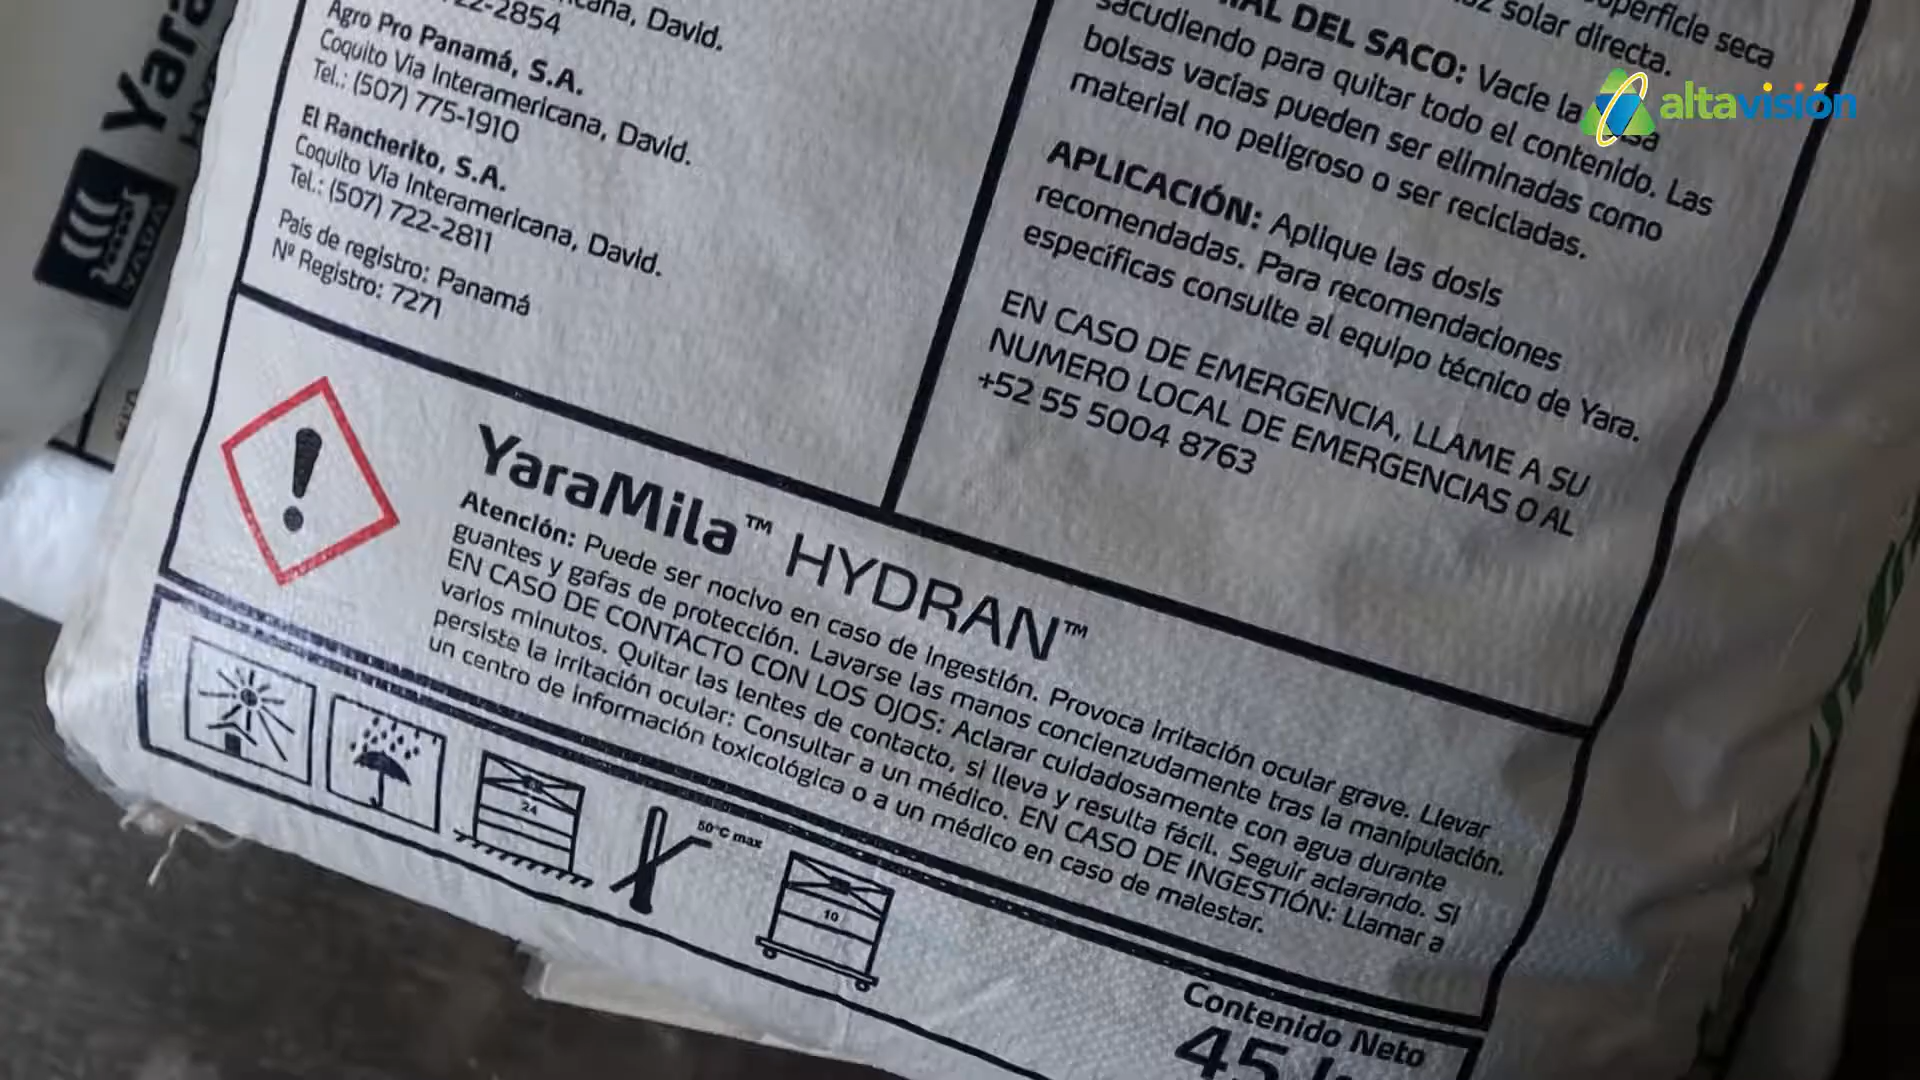 Yara
YARA
22-2854
David.
Agro Pro Panamá, S.A.
Coquito Via Interamericana, David.
Tel.: (507) 775-1910
El Rancherito, S.A.
Coquito Via Interamericana, David.
Tel.: (507) 722-2811
País de registro: Panamá
Nº Registro: 7271
superficie seca
solar directa.
DEL SACO: Vacíe la
sacudiendo para quitar todo el contenido. Las
bolsas vacías pueden ser eliminadas como
material no peligroso o ser recicladas.
APLICACIÓN: Aplique las dosis
recomendadas. Para recomendaciones
específicas consulte al equipo técnico de Yara.
EN CASO DE EMERGENCIA, LLAME A SU
NUMERO LOCAL DE EMERGENCIAS O AL
+52 55 5004 8763
altavisión
YaraMila™ HYDRAN™
Atención: Puede ser nocivo en caso de ingestión. Provoca irritación ocular grave. Llevar
guantes y gafas de protección. Lavarse las manos concienzudamente tras la manipulación.
EN CASO DE CONTACTO CON LOS OJOS: Aclarar cuidadosamente con agua durante
varios minutos. Quitar las lentes de contacto, si lleva y resulta fácil. Seguir aclarando. Si
persiste la irritación ocular: Consultar a un médico. EN CASO DE INGESTIÓN: Llamar a
un centro de información toxicológica o a un médico en caso de malestar.
24
50°C max
10
Contenido Neto
45